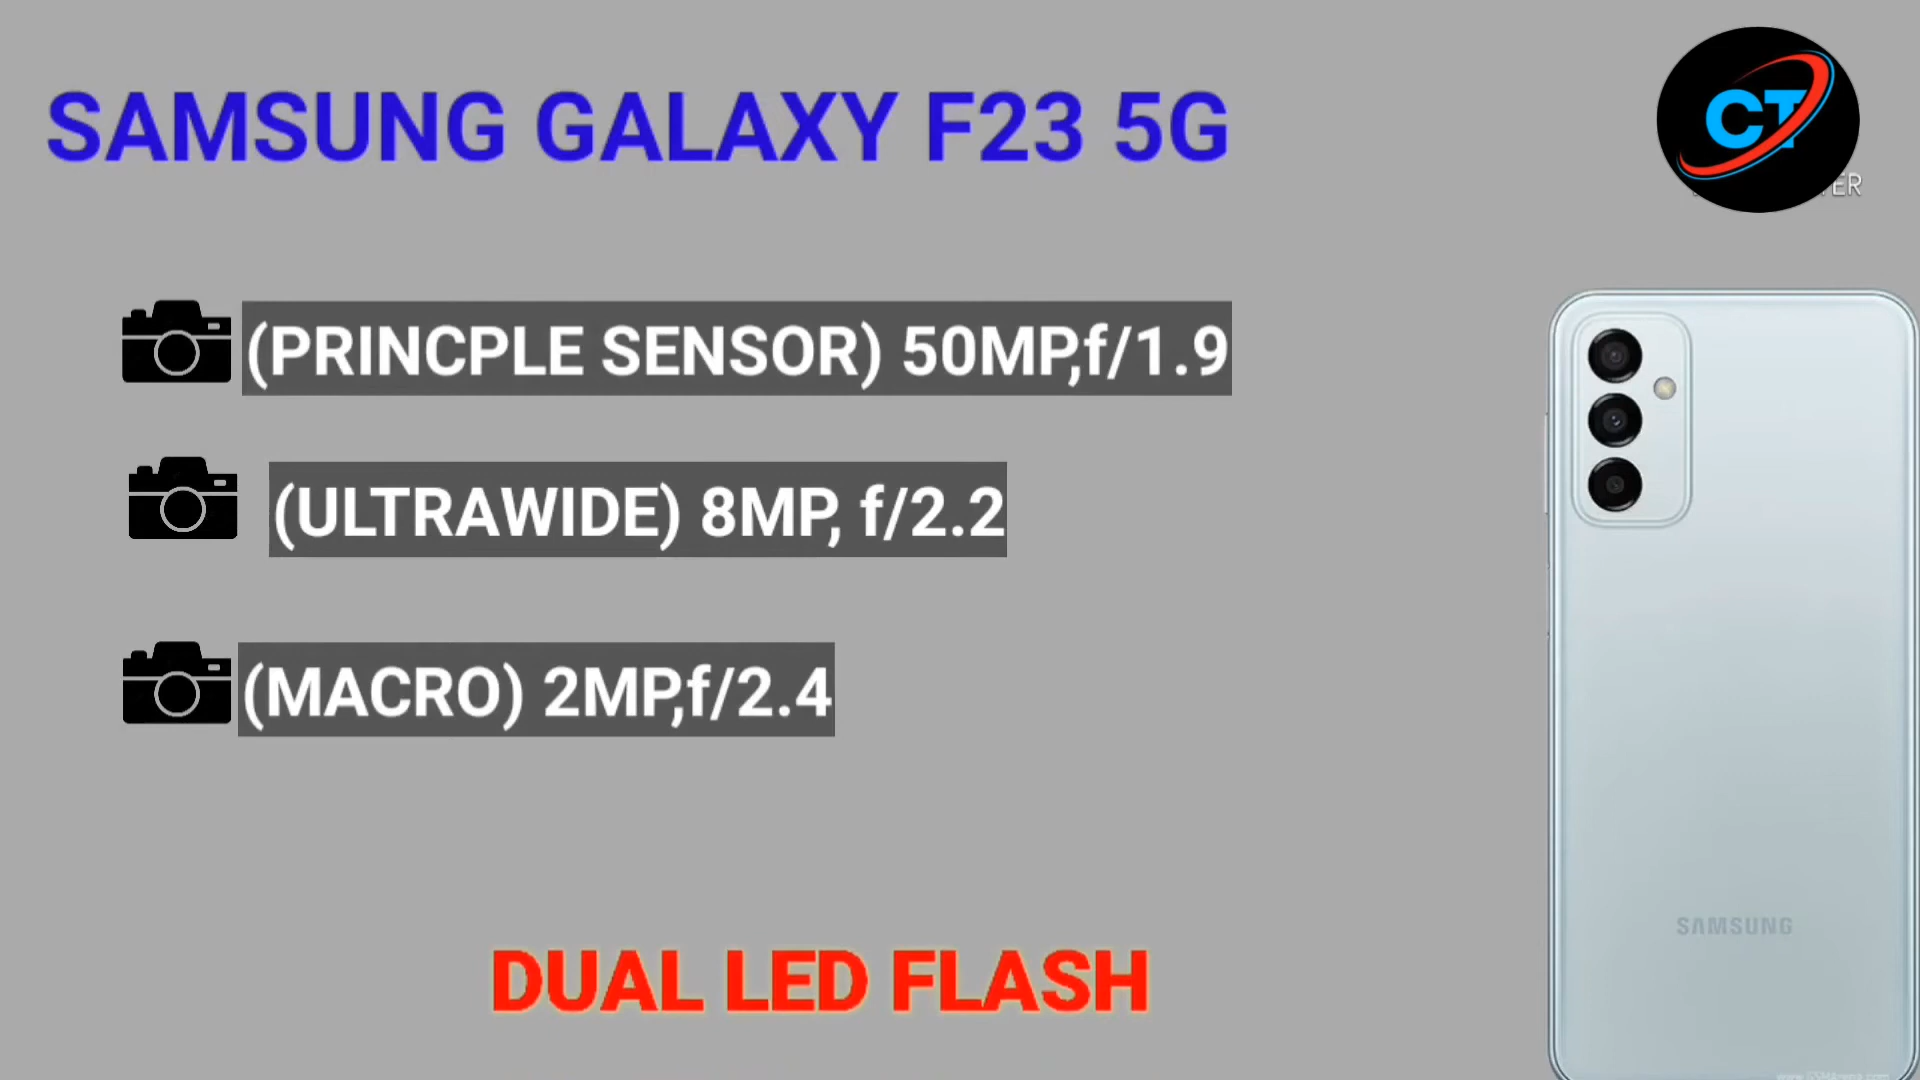 SAMSUNG GALAXY F23 5G
CT
(PRINCPLE SENSOR) 50MP,f/1.9
(ULTRAWIDE) 8MP, f/2.2
(MACRO) 2MP,f/2.4
SAMSUNG
DUAL LED FLASH